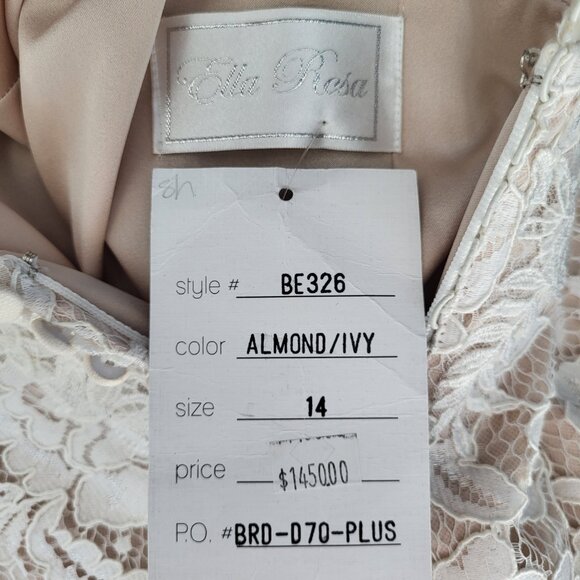 Ella Rosa
style # BE326
color ALMOND/IVY
size 14
price $1450.00
P.O. # BRD-D70-PLUS